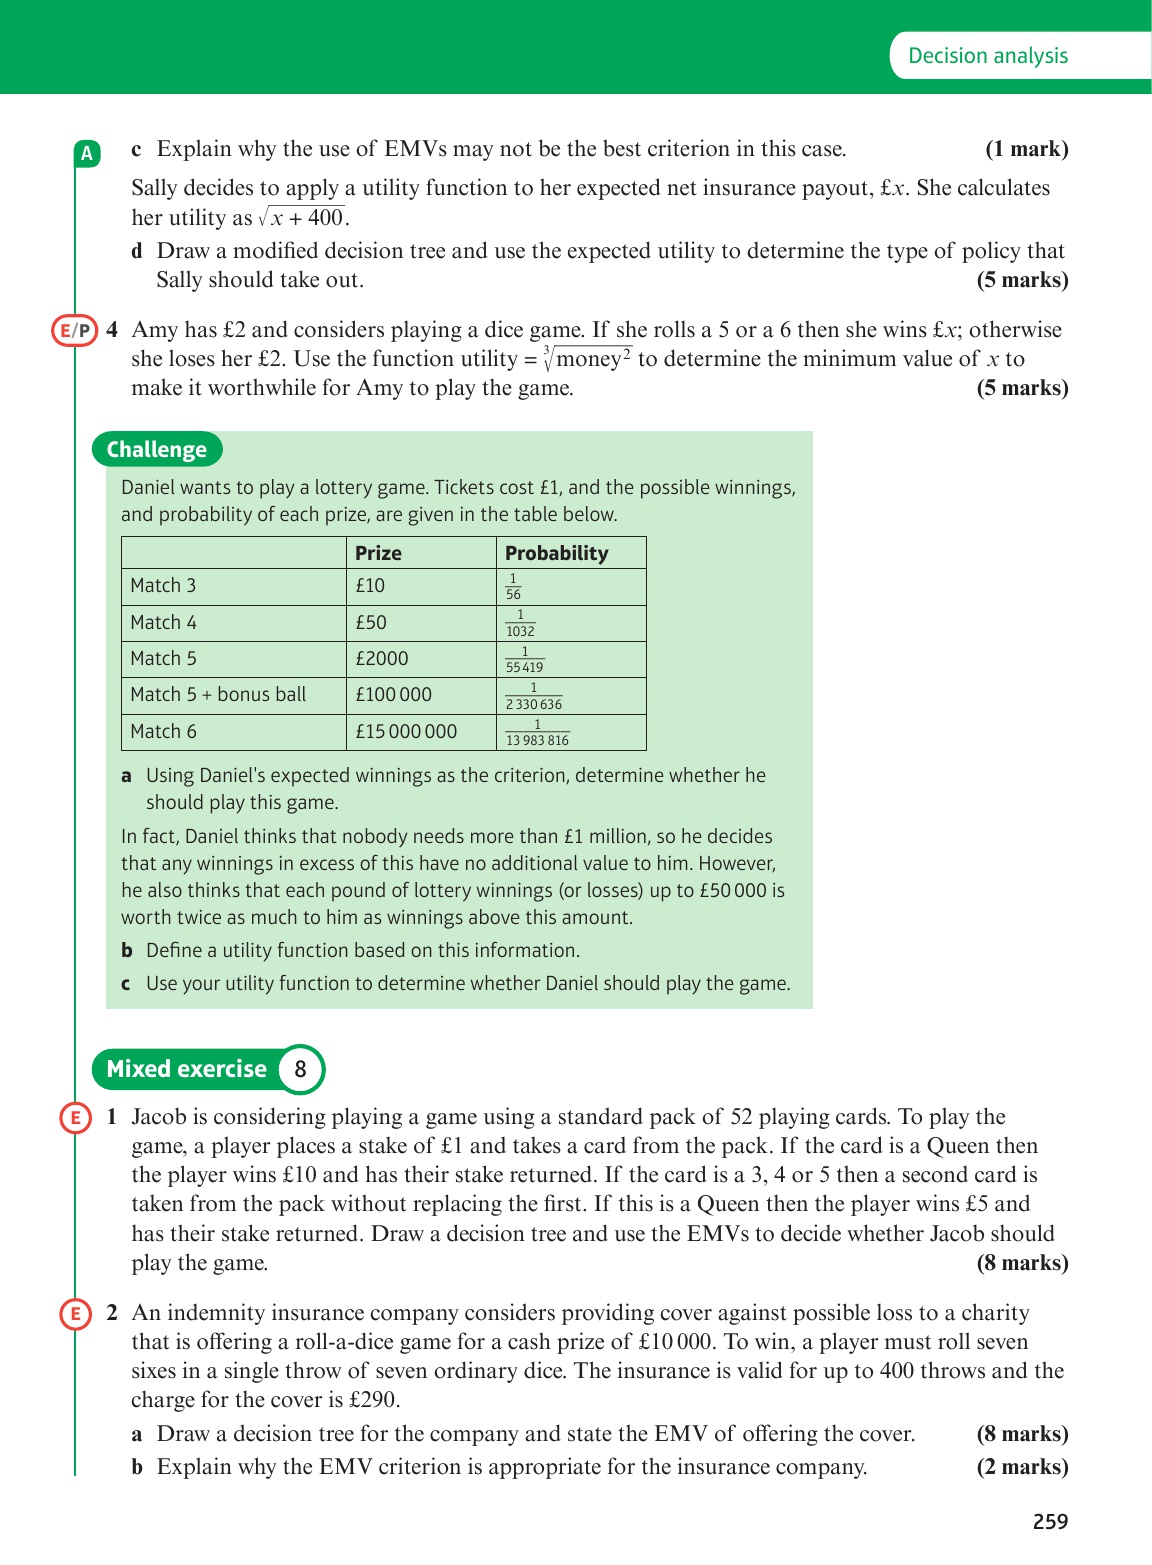 Decision analysis
A
c Explain why the use of EMVs may not be the best criterion in this case. (1 mark)
Sally decides to apply a utility function to her expected net insurance payout, £x. She calculates
her utility as √(x + 400).
d Draw a modified decision tree and use the expected utility to determine the type of policy that
Sally should take out. (5 marks)
E/P 4 Amy has £2 and considers playing a dice game. If she rolls a 5 or a 6 then she wins £x; otherwise
she loses her £2. Use the function utility = ∛(money²) to determine the minimum value of x to
make it worthwhile for Amy to play the game. (5 marks)
Challenge
Daniel wants to play a lottery game. Tickets cost £1, and the possible winnings,
and probability of each prize, are given in the table below.
Prize Probability
Match 3 £10 1/56
Match 4 £50 1/1032
Match 5 £2000 1/55 419
Match 5 + bonus ball £100 000 1/2 330 636
Match 6 £15 000 000 1/13 983 816
a Using Daniel's expected winnings as the criterion, determine whether he
should play this game.
In fact, Daniel thinks that nobody needs more than £1 million, so he decides
that any winnings in excess of this have no additional value to him. However,
he also thinks that each pound of lottery winnings (or losses) up to £50 000 is
worth twice as much to him as winnings above this amount.
b Define a utility function based on this information.
c Use your utility function to determine whether Daniel should play the game.
Mixed exercise 8
E 1 Jacob is considering playing a game using a standard pack of 52 playing cards. To play the
game, a player places a stake of £1 and takes a card from the pack. If the card is a Queen then
the player wins £10 and has their stake returned. If the card is a 3, 4 or 5 then a second card is
taken from the pack without replacing the first. If this is a Queen then the player wins £5 and
has their stake returned. Draw a decision tree and use the EMVs to decide whether Jacob should
play the game. (8 marks)
E 2 An indemnity insurance company considers providing cover against possible loss to a charity
that is offering a roll-a-dice game for a cash prize of £10 000. To win, a player must roll seven
sixes in a single throw of seven ordinary dice. The insurance is valid for up to 400 throws and the
charge for the cover is £290.
a Draw a decision tree for the company and state the EMV of offering the cover. (8 marks)
b Explain why the EMV criterion is appropriate for the insurance company. (2 marks)
259